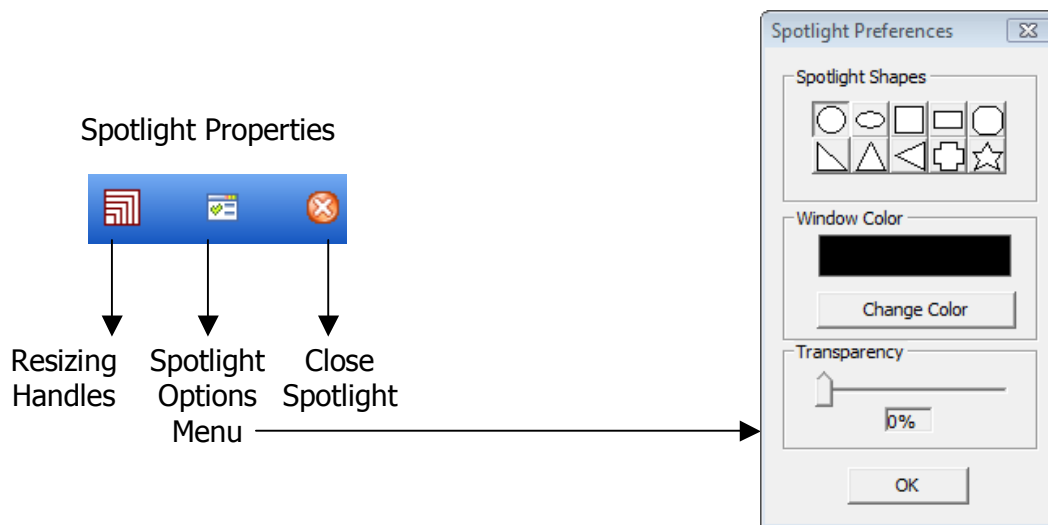 Spotlight Properties
Resizing Handles
Spotlight Options Menu
Close Spotlight
Spotlight Preferences
Spotlight Shapes
Window Color
Change Color
Transparency
0%
OK